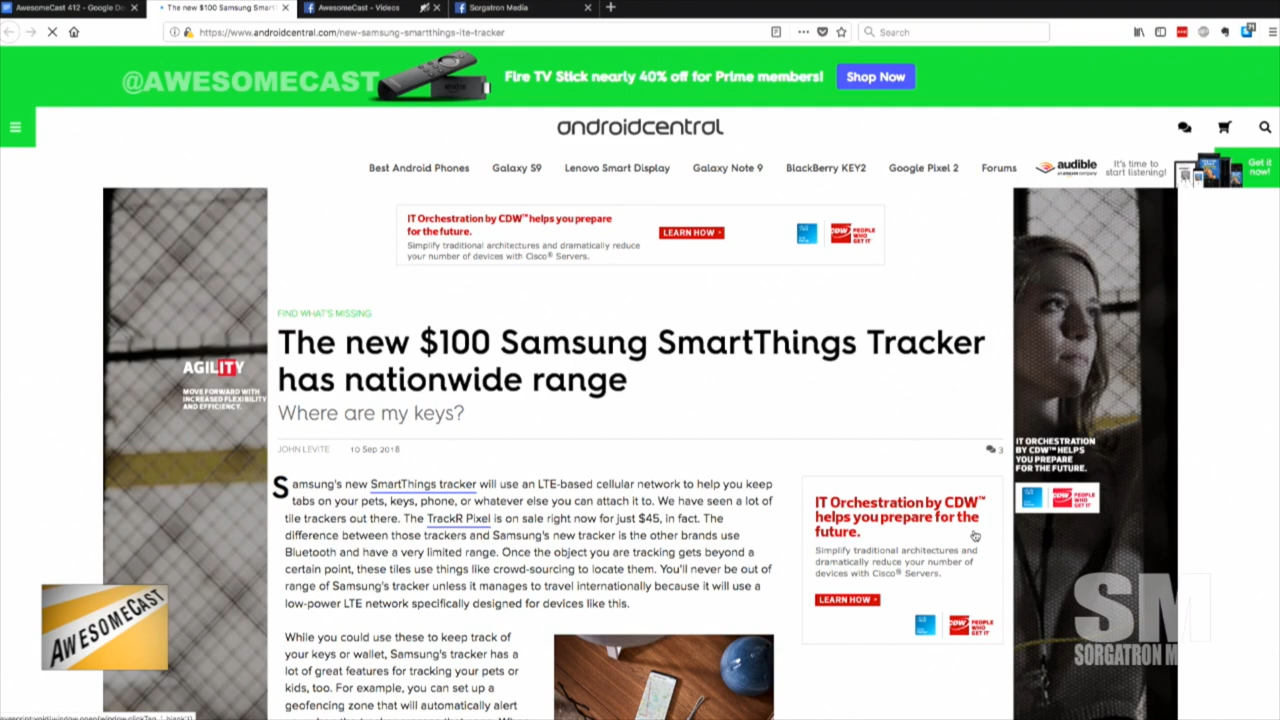 AwesomeCast 412 - Google Do
The new $100 Samsung Smart
AwesomeCast - Videos
Sorgatron Media
https://www.androidcentral.com/new-samsung-smartthings-lte-tracker
Search
@AWESOMECAST
Fire TV Stick nearly 40% off for Prime members!
Shop Now
androidcentral
Best Android Phones
Galaxy S9
Lenovo Smart Display
Galaxy Note 9
BlackBerry KEY2
Google Pixel 2
Forums
audible
an amazon company
It's time to
start listening!
Get it
now!
IT Orchestration by CDW™ helps you prepare
for the future.
Simplify traditional architectures and dramatically reduce
your number of devices with Cisco® Servers.
LEARN HOW
CDW
PEOPLE
WHO
GET IT
FIND WHAT'S MISSING
The new $100 Samsung SmartThings Tracker
has nationwide range
Where are my keys?
JOHN LEVITE 10 Sep 2018
3
AGILITY
MOVE FORWARD WITH
INCREASED FLEXIBILITY
AND EFFICIENCY.
Samsung's new SmartThings tracker will use an LTE-based cellular network to help you keep
tabs on your pets, keys, phone, or whatever else you can attach it to. We have seen a lot of
tile trackers out there. The TrackR Pixel is on sale right now for just $45, in fact. The
difference between those trackers and Samsung's new tracker is the other brands use
Bluetooth and have a very limited range. Once the object you are tracking gets beyond a
certain point, these tiles use things like crowd-sourcing to locate them. You'll never be out of
range of Samsung's tracker unless it manages to travel internationally because it will use a
low-power LTE network specifically designed for devices like this.
While you could use these to keep track of
your keys or wallet, Samsung's tracker has a
lot of great features for tracking your pets or
kids, too. For example, you can set up a
geofencing zone that will automatically alert
IT Orchestration by CDW™
helps you prepare for the
future.
Simplify traditional architectures and
dramatically reduce your number of
devices with Cisco® Servers.
LEARN HOW
CDW
PEOPLE
WHO
GET IT
IT ORCHESTRATION
BY CDW™ HELPS
YOU PREPARE
FOR THE FUTURE.
CDW
PEOPLE
WHO
GET IT
AWESOMECAST
SM
SORGATRON M